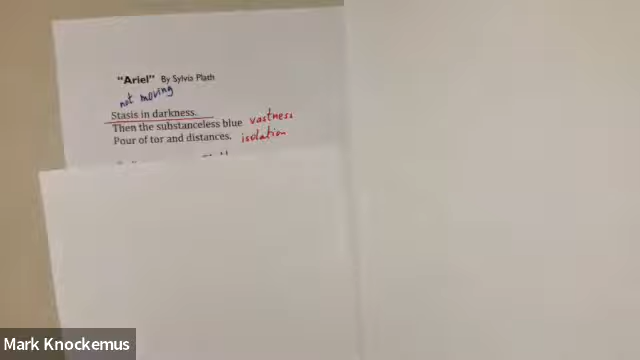 "Ariel" By Sylvia Plath
not moving
Stasis in darkness.
Then the substanceless blue vastness
Pour of tor and distances. isolation
Mark Knockemus